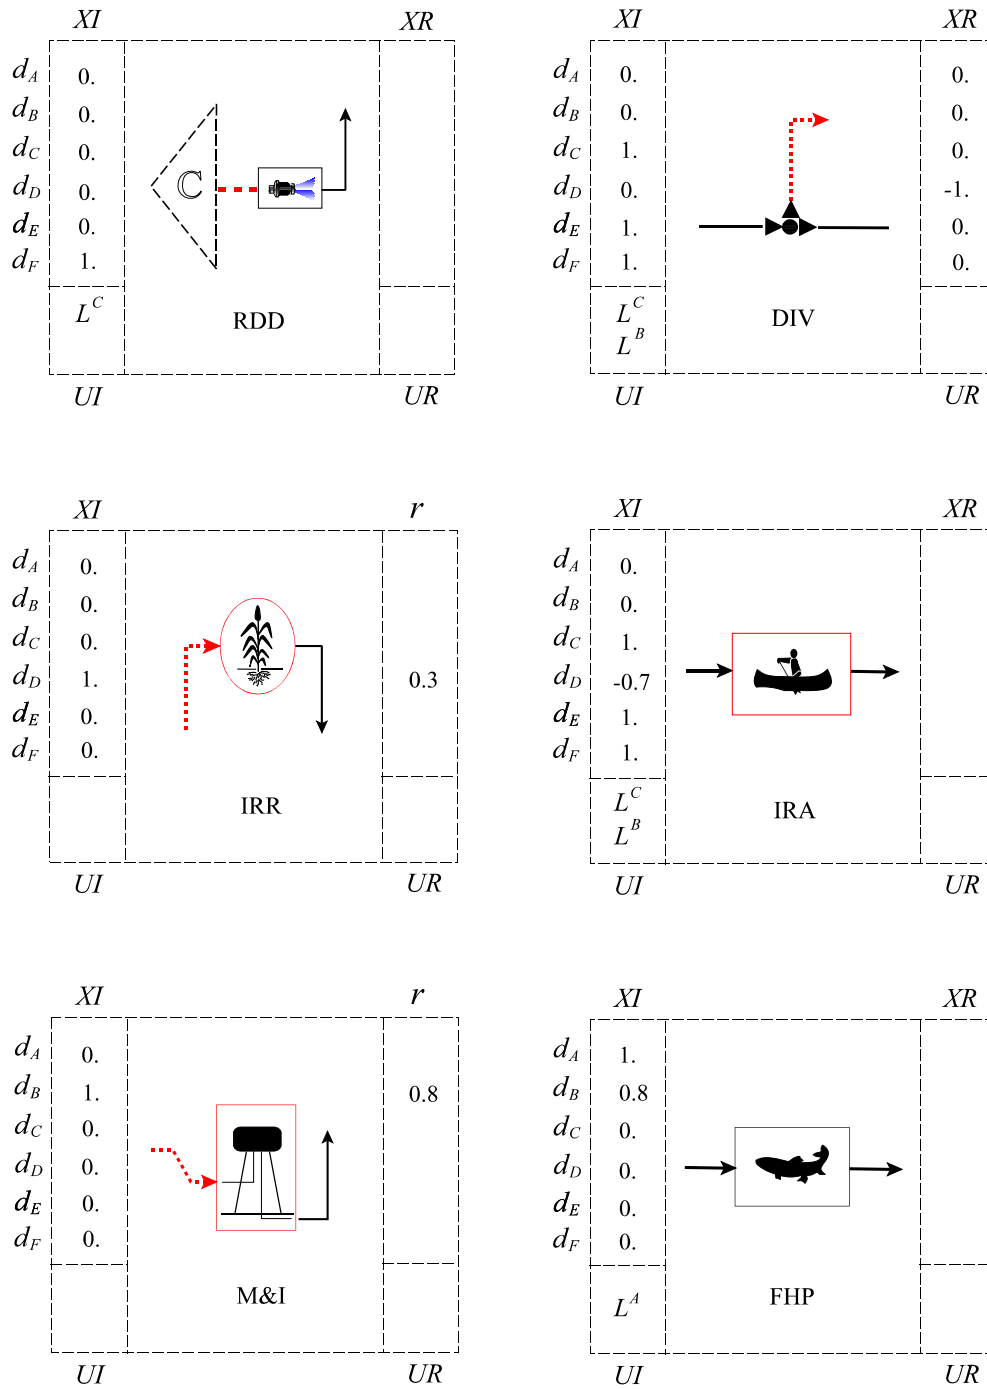 XI XR
d_A 0.
d_B 0.
d_C 0.
d_D 0.
d_E 0.
d_F 1.
ℂ
L^C
RDD
UI UR
XI XR
d_A 0. 0.
d_B 0. 0.
d_C 1. 0.
d_D 0. -1.
d_E 1. 0.
d_F 1. 0.
L^C
L^B
DIV
UI UR
XI r
d_A 0.
d_B 0.
d_C 0.
d_D 1. 0.3
d_E 0.
d_F 0.
IRR
UI UR
XI XR
d_A 0.
d_B 0.
d_C 1.
d_D -0.7
d_E 1.
d_F 1.
L^C
L^B
IRA
UI UR
XI r
d_A 0.
d_B 1. 0.8
d_C 0.
d_D 0.
d_E 0.
d_F 0.
M&I
UI UR
XI XR
d_A 1.
d_B 0.8
d_C 0.
d_D 0.
d_E 0.
d_F 0.
L^A
FHP
UI UR